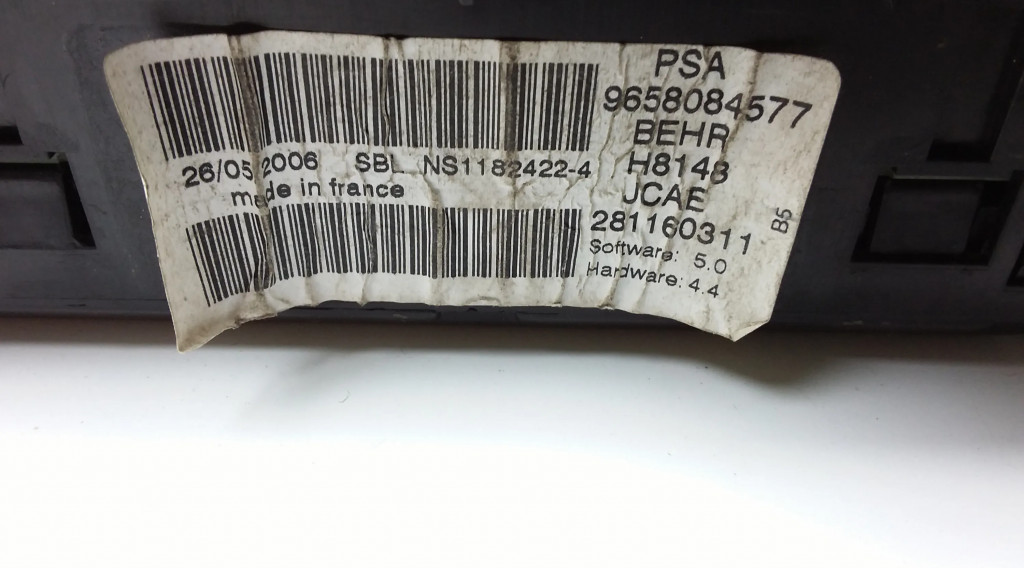 PSA
9658084577
BEHR
H8148
JCAE
281160311
Software: 5.0
Hardware: 4.4
B5
26/05/2006 SBL NS1182422-4
made in france